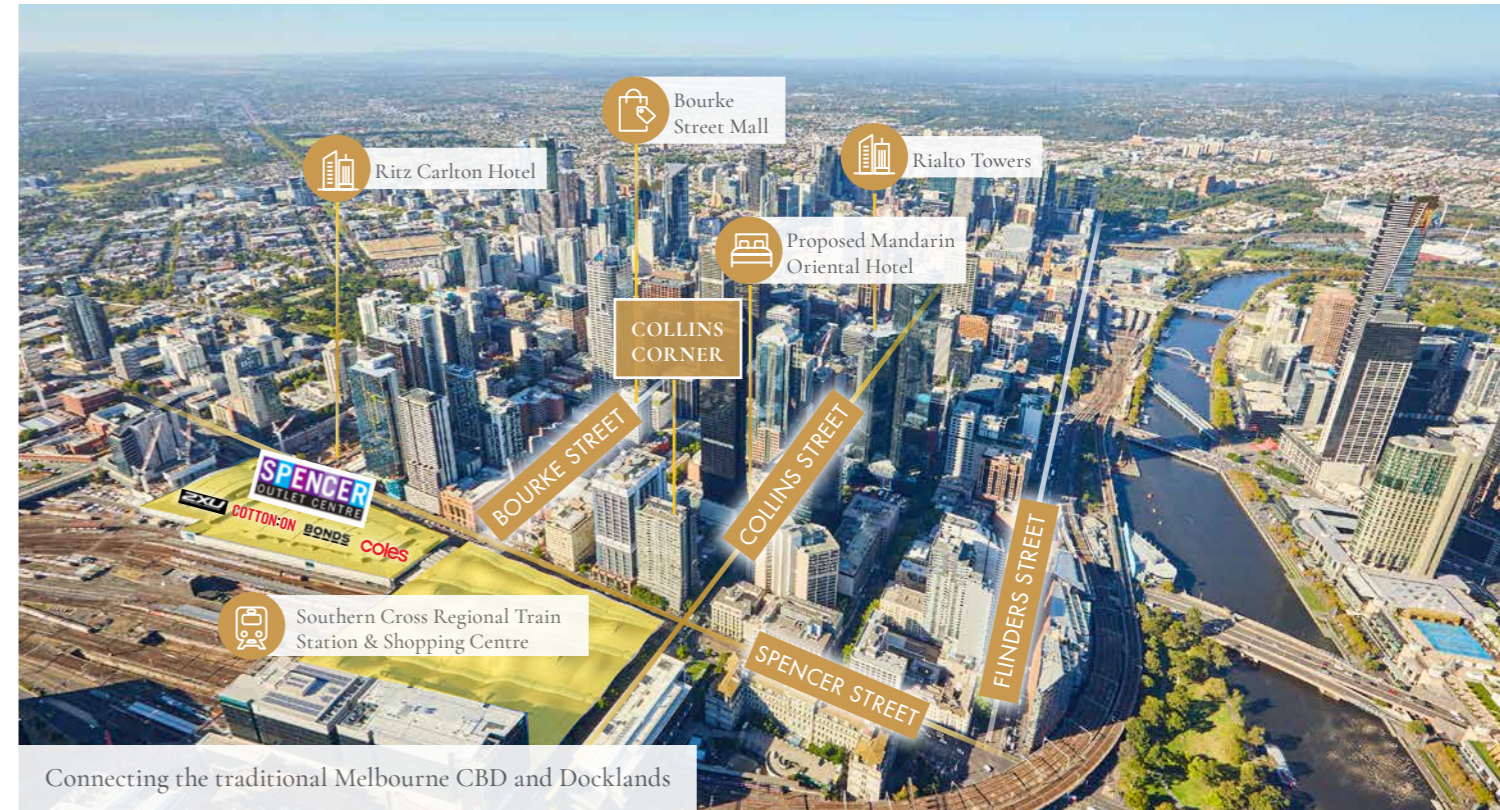 Bourke
Street Mall
Ritz Carlton Hotel
Rialto Towers
Proposed Mandarin
Oriental Hotel
COLLINS
CORNER
BOURKE STREET
COLLINS STREET
SPENCER
OUTLET CENTRE
2XU
COTTON:ON
BONDS
coles
FLINDERS STREET
Southern Cross Regional Train
Station & Shopping Centre
SPENCER STREET
Connecting the traditional Melbourne CBD and Docklands